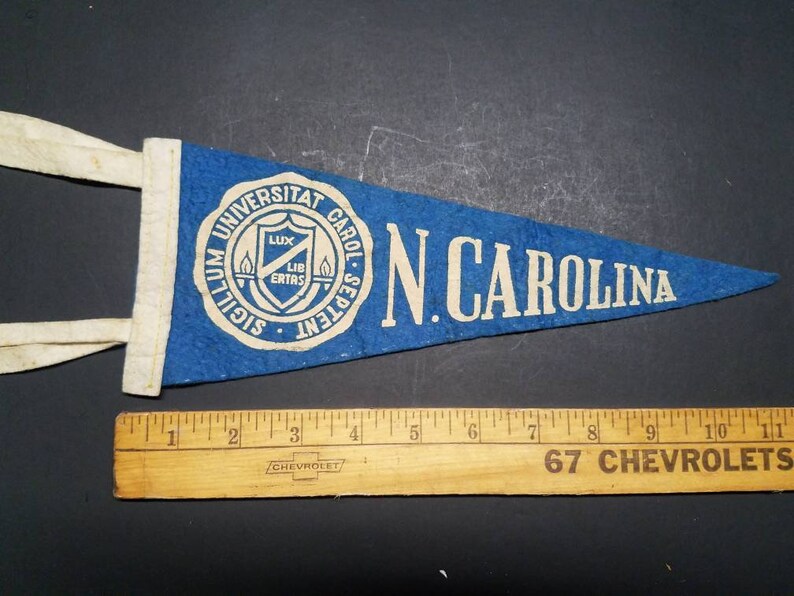 SIGILLUM UNIVERSITAT CAROL · SEPTENT ·
LUX
LIB
ERTAS
N. CAROLINA
1 2 3 4 5 6 7 8 9 10 11
CHEVROLET
67 CHEVROLETS